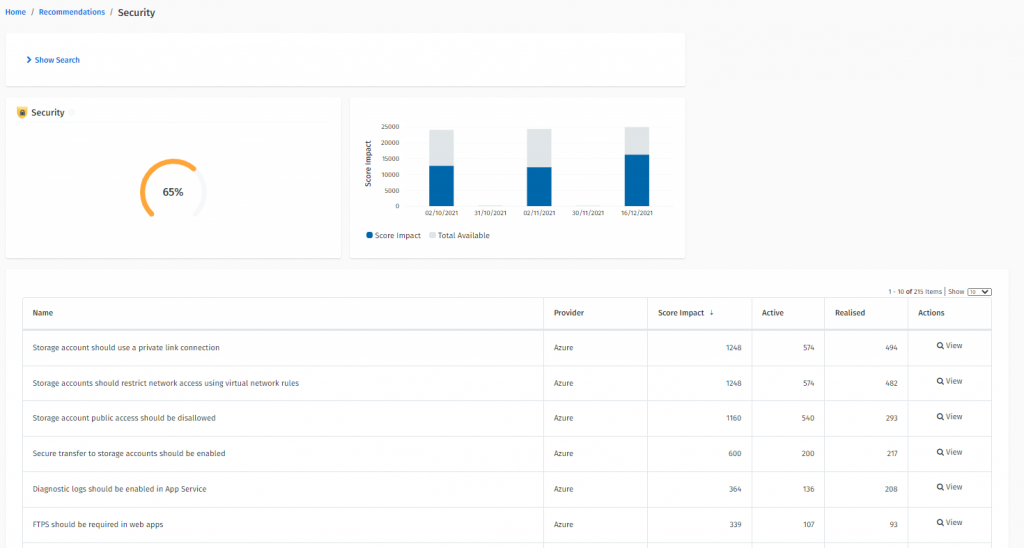 Home / Recommendations / Security
Show Search
Security
65%
Score Impact
25000
20000
15000
10000
5000
0
02/10/2021 31/10/2021 02/11/2021 30/11/2021 16/12/2021
Score Impact Total Available
1 - 10 of 215 Items | Show 10
Name Provider Score Impact ↓ Active Realised Actions
Storage account should use a private link connection Azure 1248 574 494 View
Storage accounts should restrict network access using virtual network rules Azure 1248 574 482 View
Storage account public access should be disallowed Azure 1160 540 293 View
Secure transfer to storage accounts should be enabled Azure 600 200 217 View
Diagnostic logs should be enabled in App Service Azure 364 136 208 View
FTPS should be required in web apps Azure 339 107 93 View